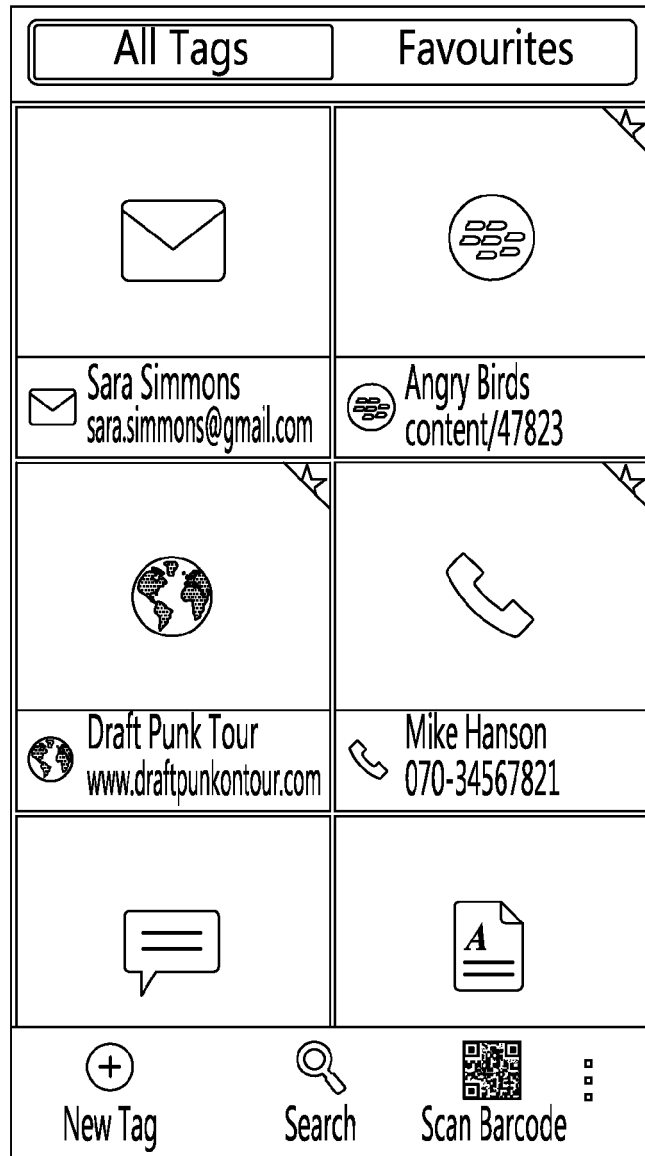 All Tags
Favourites
Sara Simmons
sara.simmons@gmail.com
Angry Birds
content/47823
Draft Punk Tour
www.draftpunkontour.com
Mike Hanson
070-34567821
A
New Tag
Search
Scan Barcode